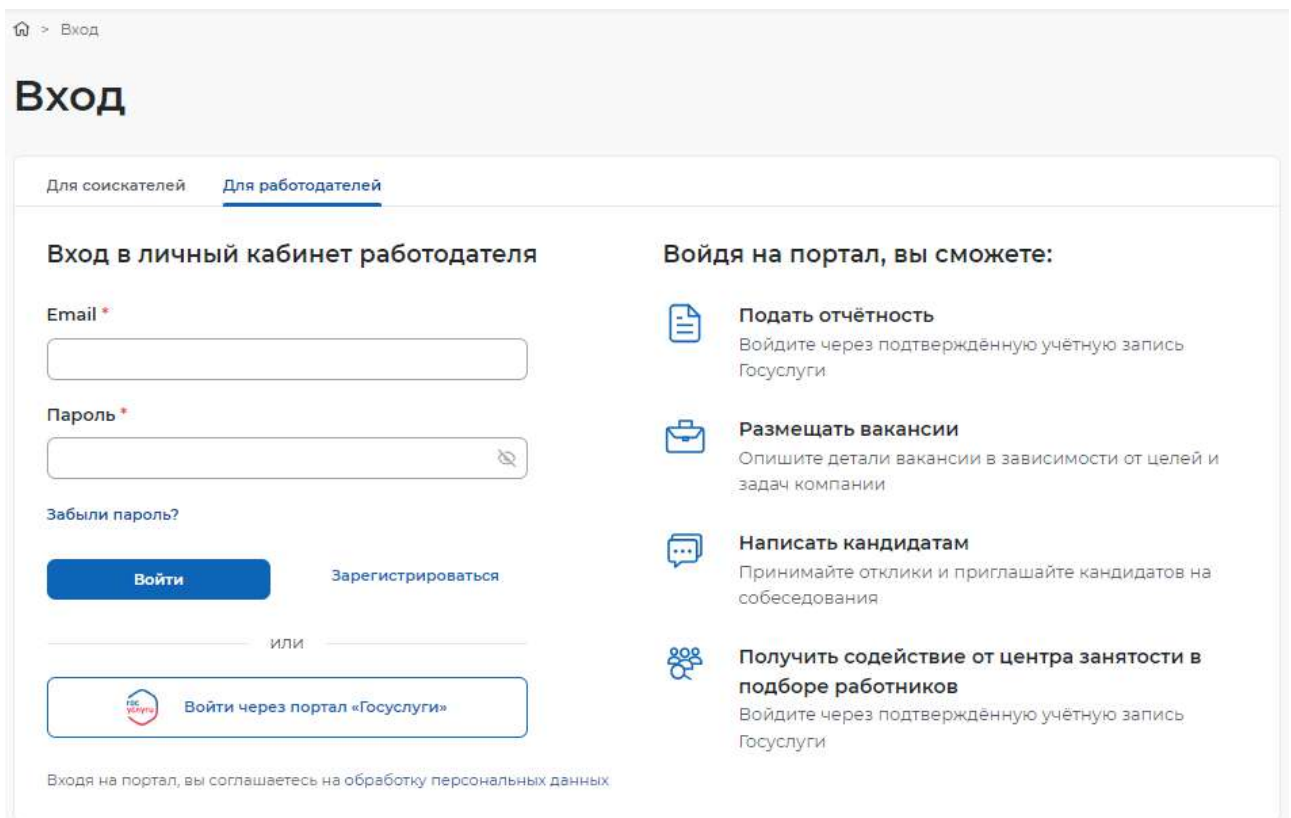 > Вход
Вход
Для соискателей Для работодателей
Вход в личный кабинет работодателя
Email *
Пароль *
Забыли пароль?
Войти Зарегистрироваться
или
гос услуги
Войти через портал «Госуслуги»
Входя на портал, вы соглашаетесь на обработку персональных данных
Войдя на портал, вы сможете:
Подать отчётность
Войдите через подтверждённую учётную запись
Госуслуги
Размещать вакансии
Опишите детали вакансии в зависимости от целей и
задач компании
Написать кандидатам
Принимайте отклики и приглашайте кандидатов на
собеседования
Получить содействие от центра занятости в
подборе работников
Войдите через подтверждённую учётную запись
Госуслуги